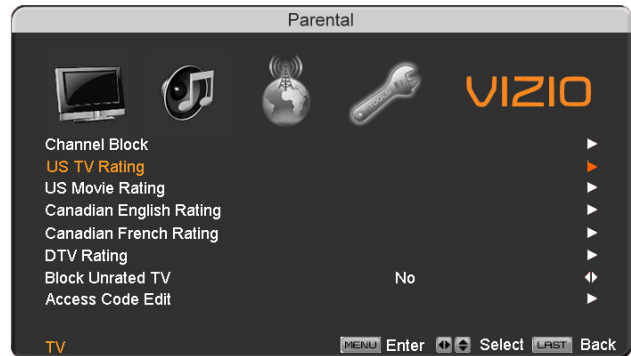 Parental
TOOLS
VIZIO
Channel Block
US TV Rating
US Movie Rating
Canadian English Rating
Canadian French Rating
DTV Rating
Block Unrated TV No
Access Code Edit
TV MENU Enter Select LAST Back